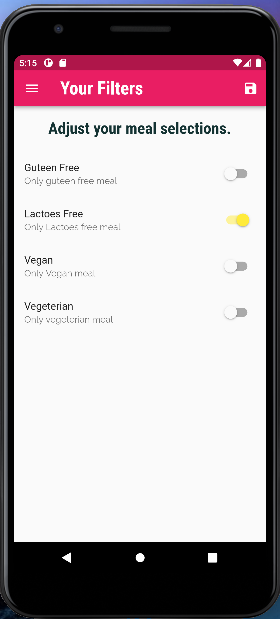 5:15
Your Filters
Adjust your meal selections.
Guteen Free
Only guteen free meal
Lactoes Free
Only Lactoes free meal
Vegan
Only Vegan meal
Vegeterian
Only vegeterian meal